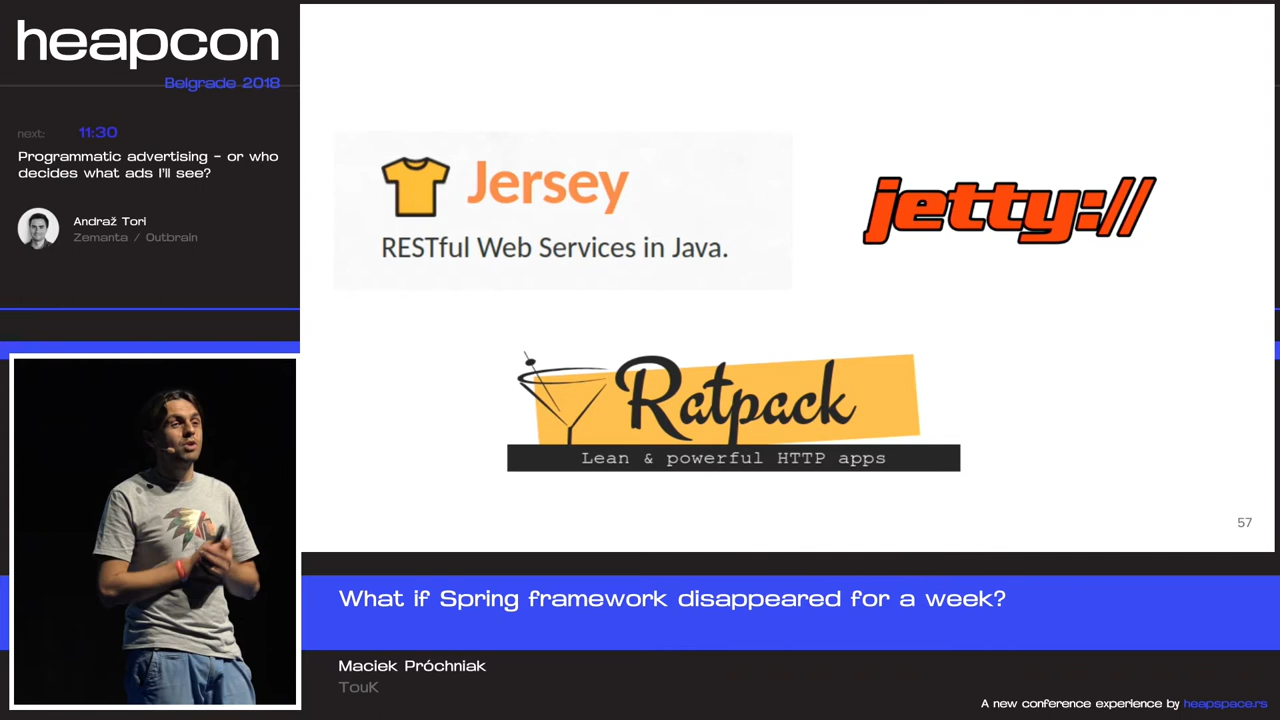 heapcon
Belgrade 2018
next: 11:30
Programmatic advertising - or who
decides what ads I'll see?
Andraž Tori
Zemanta / Outbrain
Jersey
RESTful Web Services in Java.
jetty://
Ratpack
Lean & powerful HTTP apps
57
What if Spring framework disappeared for a week?
Maciek Próchniak
TouK
A new conference experience by heapspace.rs